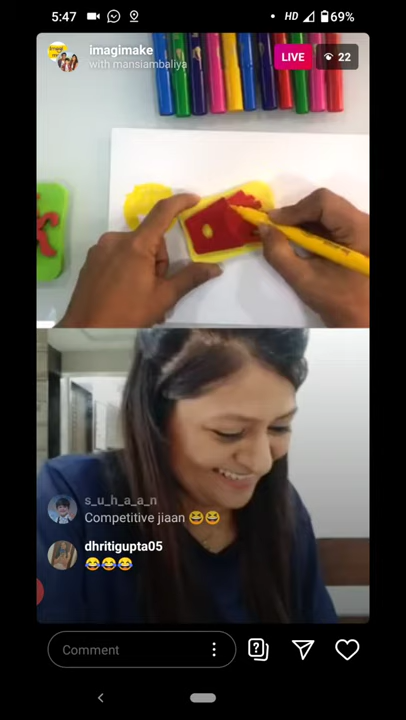 5:47
HD
69%
imagimake
with mansiambaliya
LIVE
22
s_u_h_a_a_n
Competitive jiaan 😆😆
dhritigupta05
😂😂😂
Comment